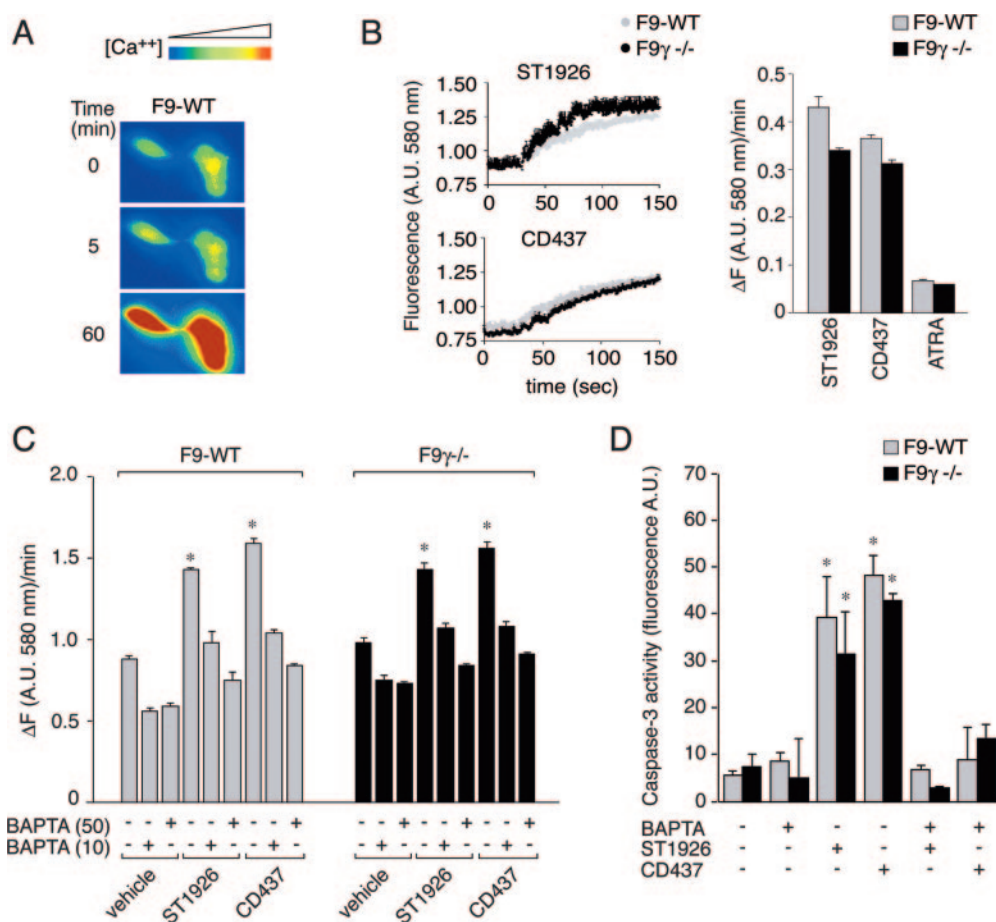 A
[Ca++]
Time
(min)
F9-WT
0
5
60
B
F9-WT
F9γ -/-
ST1926
1.25
1.00
0.75
0 50 100 150
CD437
1.25
1.00
0.75
0 50 100 150
Fluorescence (A.U. 580 nm)
time (sec)
F9-WT
F9γ -/-
0.5
0.4
0.3
0.2
0.1
0
ΔF (A.U. 580 nm)/min
ST1926
CD437
ATRA
C
F9-WT
F9γ-/-
2.0
1.5
1.0
0.5
0
ΔF (A.U. 580 nm)/min
* * * *
BAPTA (50) - - + - - + - - + - - + - - + - - +
BAPTA (10) - + - - + - - + - - + - - + - - + -
vehicle ST1926 CD437 vehicle ST1926 CD437
D
F9-WT
F9γ -/-
70
60
50
40
30
20
10
0
Caspase-3 activity (fluorescence A.U.)
* * * *
BAPTA - + - - + +
ST1926 - - + - + -
CD437 - - - + - +